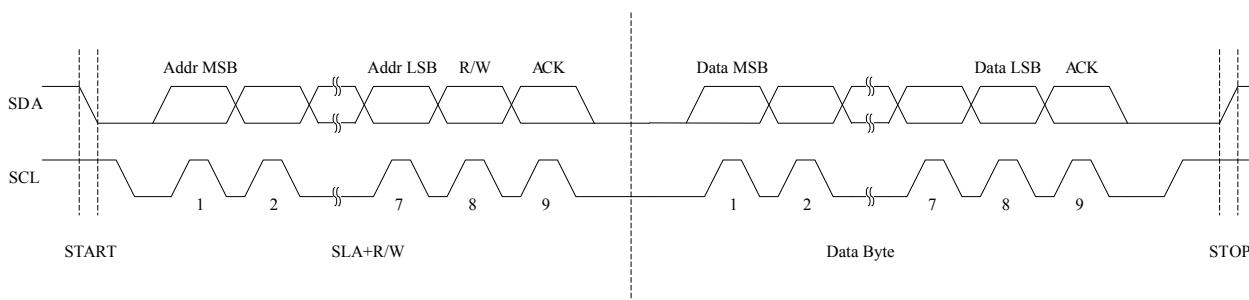 Addr MSB Addr LSB R/W ACK Data MSB Data LSB ACK
SDA
SCL
1 2 7 8 9 1 2 7 8 9
START SLA+R/W Data Byte STOP